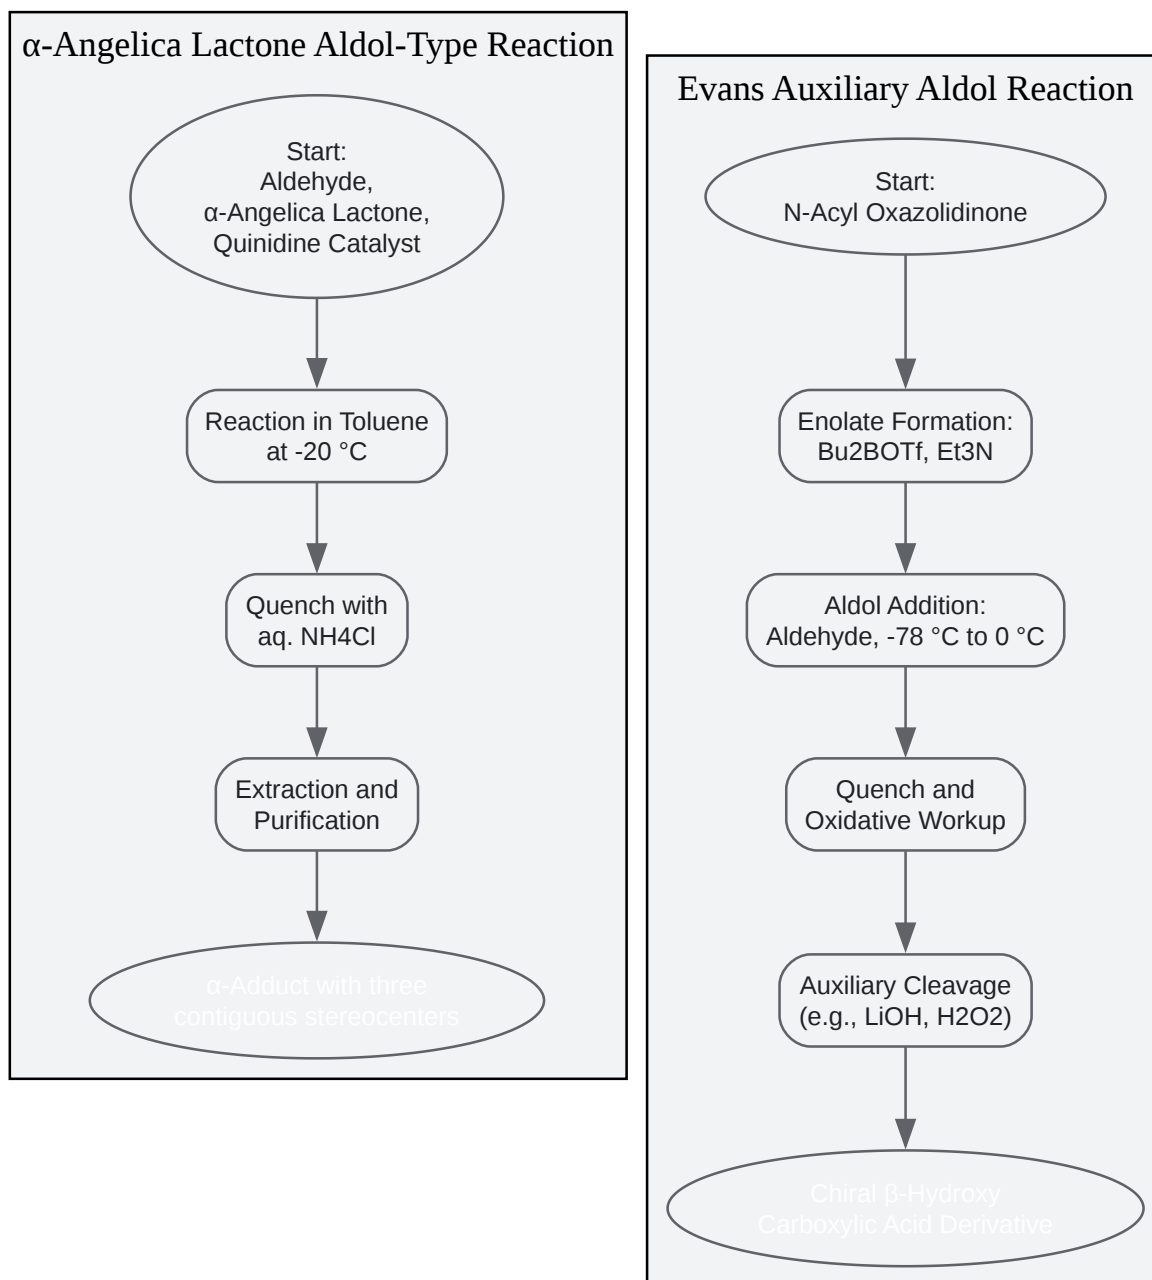 α-Angelica Lactone Aldol-Type Reaction
Start:
Aldehyde,
α-Angelica Lactone,
Quinidine Catalyst
Reaction in Toluene
at -20 °C
Quench with
aq. NH4Cl
Extraction and
Purification
α-Adduct with three
contiguous stereocenters
Evans Auxiliary Aldol Reaction
Start:
N-Acyl Oxazolidinone
Enolate Formation:
Bu2BOTf, Et3N
Aldol Addition:
Aldehyde, -78 °C to 0 °C
Quench and
Oxidative Workup
Auxiliary Cleavage
(e.g., LiOH, H2O2)
Chiral β-Hydroxy
Carboxylic Acid Derivative